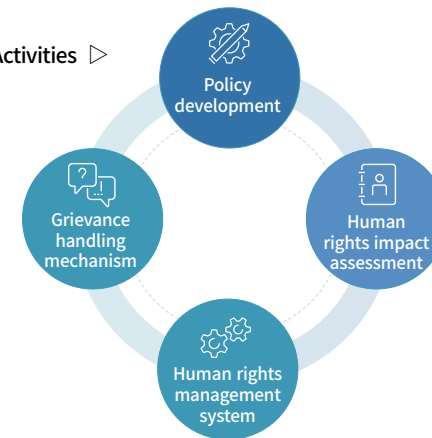 Activities ▷
Policy
development
?
!
Grievance
handling
mechanism
Human
rights impact
assessment
Human rights
management
system